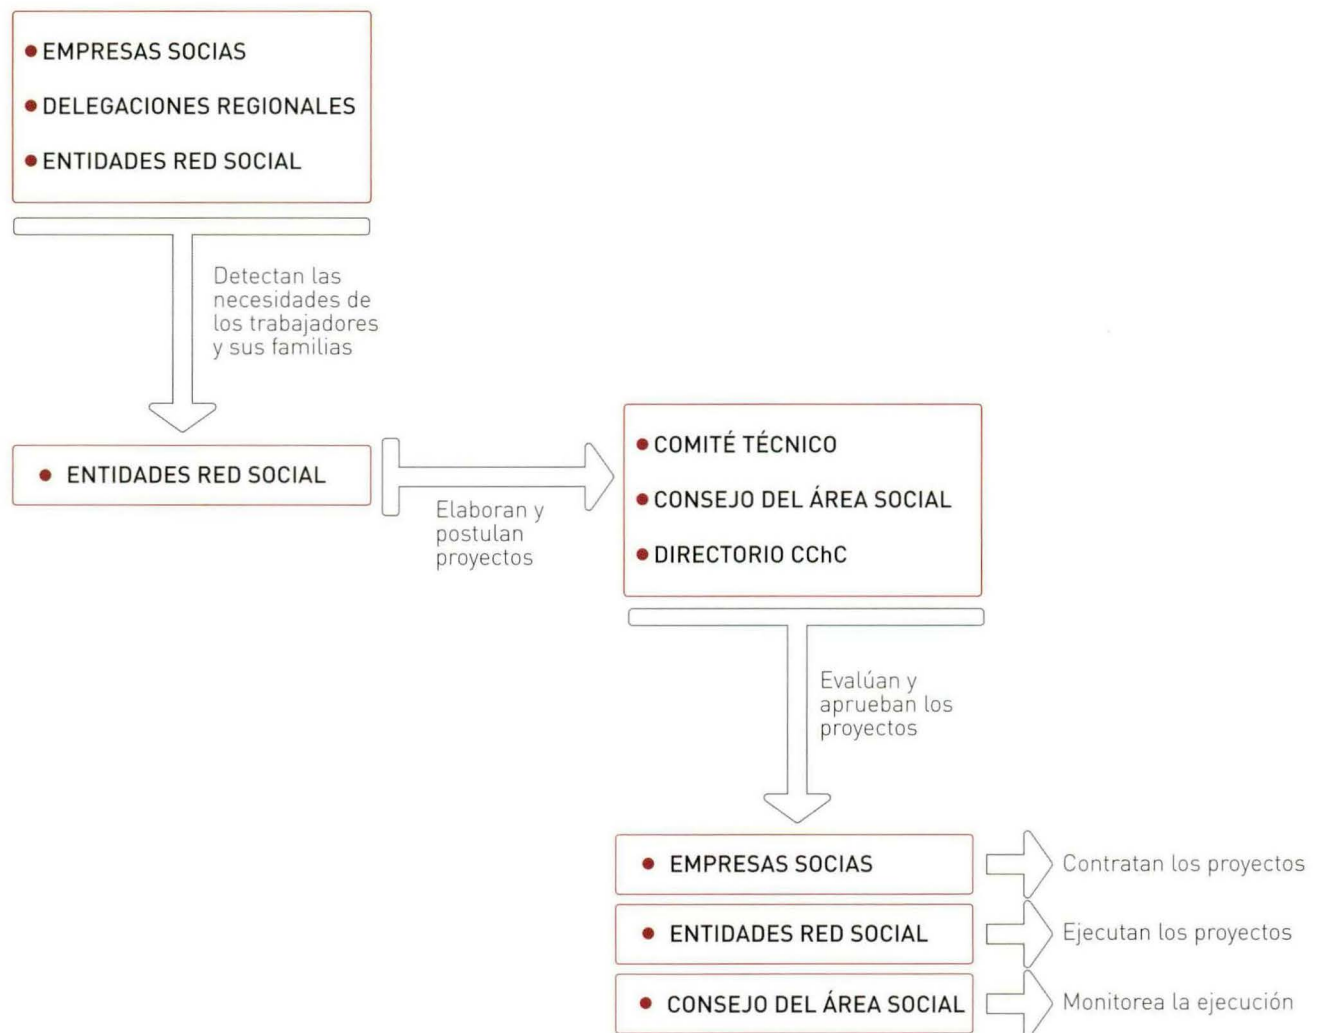 EMPRESAS SOCIAS
DELEGACIONES REGIONALES
ENTIDADES RED SOCIAL
Detectan las
necesidades de
los trabajadores
y sus familias
ENTIDADES RED SOCIAL
Elaboran y
postulan
proyectos
COMITÉ TÉCNICO
CONSEJO DEL ÁREA SOCIAL
DIRECTORIO CChC
Evalúan y
aprueban los
proyectos
EMPRESAS SOCIAS
Contratan los proyectos
ENTIDADES RED SOCIAL
Ejecutan los proyectos
CONSEJO DEL ÁREA SOCIAL
Monitorea la ejecución